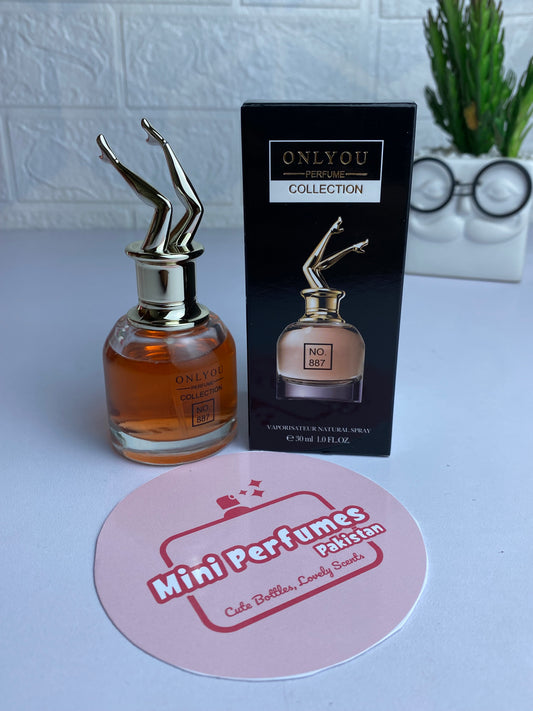 ONLYOU
PERFUME
COLLECTION
NO.
887
VAPORISATEUR NATURAL SPRAY
℮ 30 ml 1.0 FL.OZ
ONLYOU
PERFUME
COLLECTION
NO.
887
Mini Perfumes
Pakistan
Cute Bottles, Lovely Scents